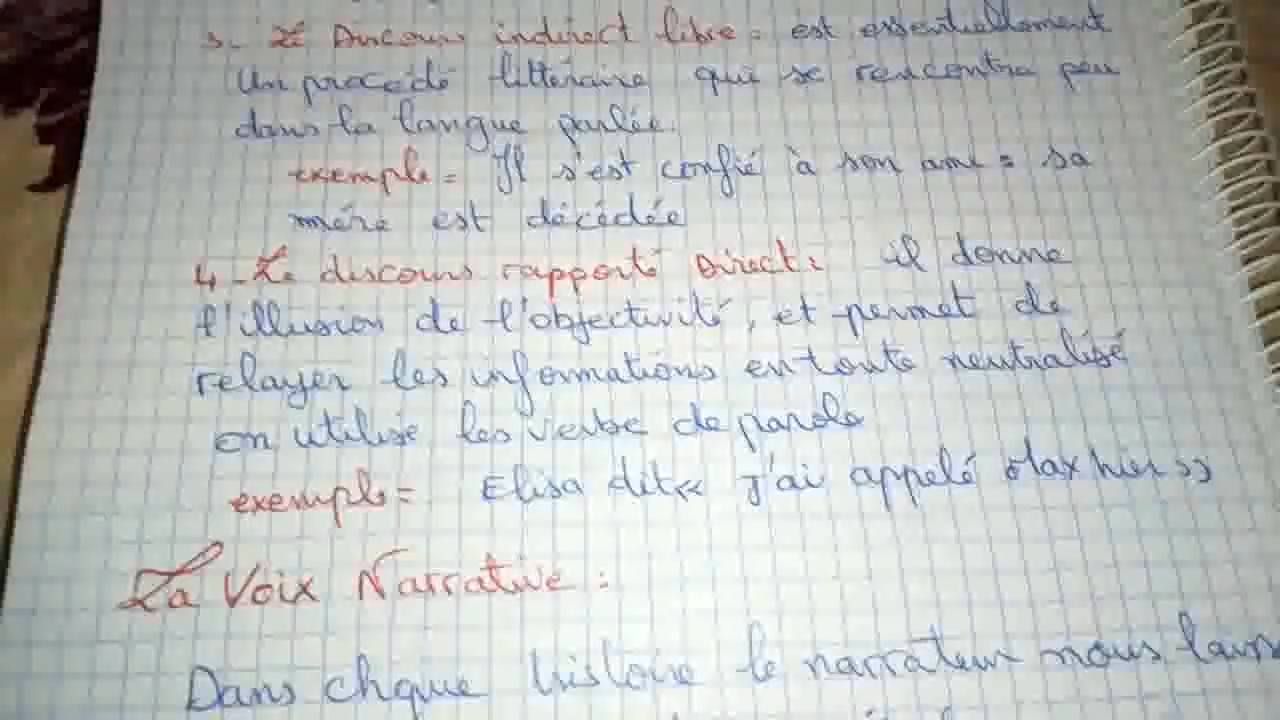 3- Le Discours indirect libre : est essentiellement
Un procédé littéraire qui se rencontre peu
dans la langue parlée.
exemple = Il s'est confié à son ami = sa
mère est décédée
4-Le discours rapporté Direct : il donne
l'illusion de l'objectivité, et permet de
relayer les informations en toute neutralité
on utilise les verbe de parole
exemple = Elisa dit « J'ai appelé Max hier »
La Voix Narrative :
Dans chque histoire le narrateur nous